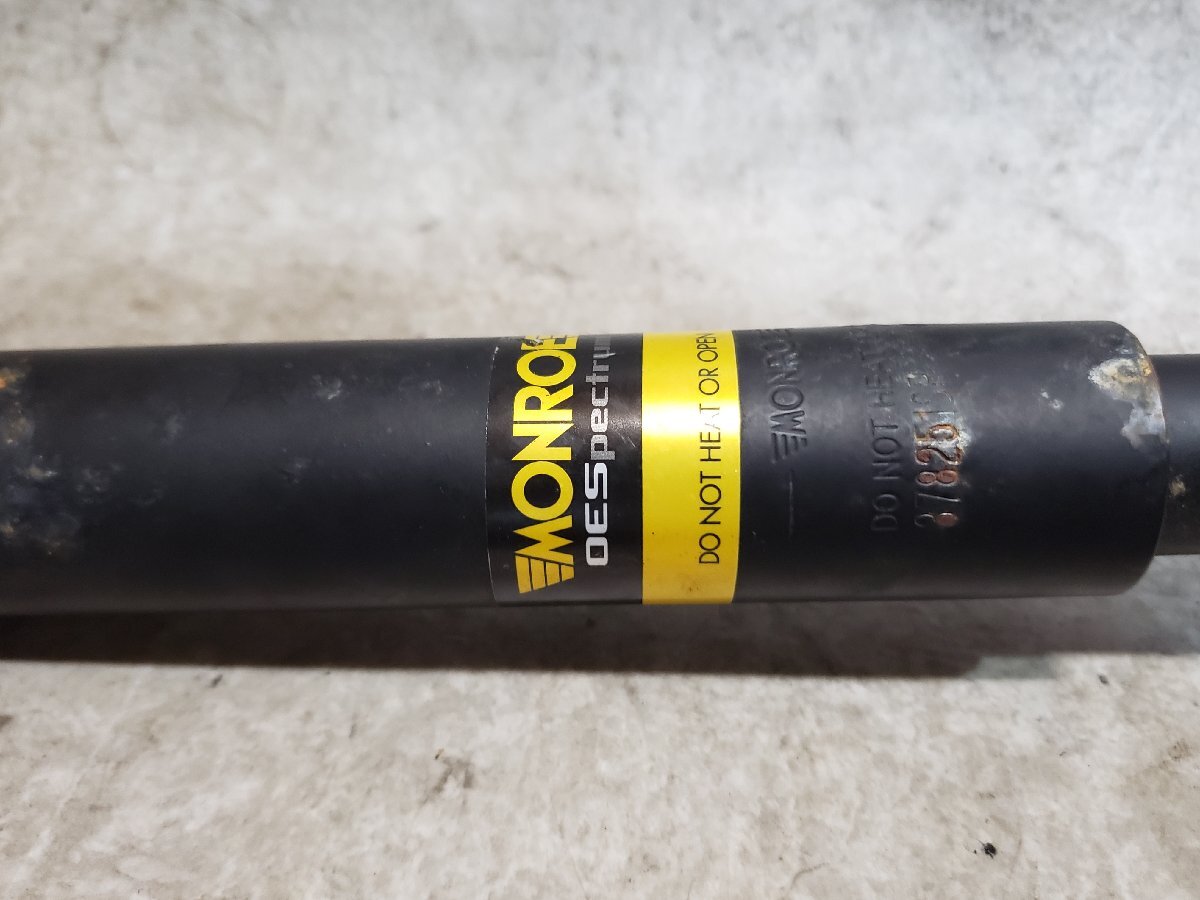 MONROE
OESpectrum
DO NOT HEAT OR OPEN
MONROE
DO NOT HEAT